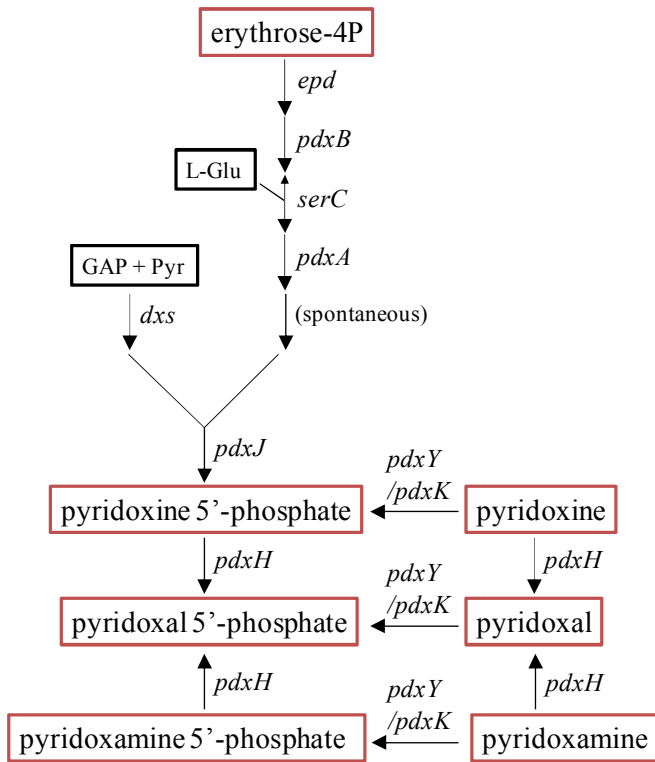 erythrose-4P
epd
pdxB
L-Glu
serC
pdxA
GAP + Pyr
dxs
(spontaneous)
pdxJ
pdxY
/pdxK
pyridoxine 5’-phosphate
pyridoxine
pdxH
pdxY
/pdxK
pdxH
pyridoxal 5’-phosphate
pyridoxal
pdxH
pdxY
/pdxK
pdxH
pyridoxamine 5’-phosphate
pyridoxamine